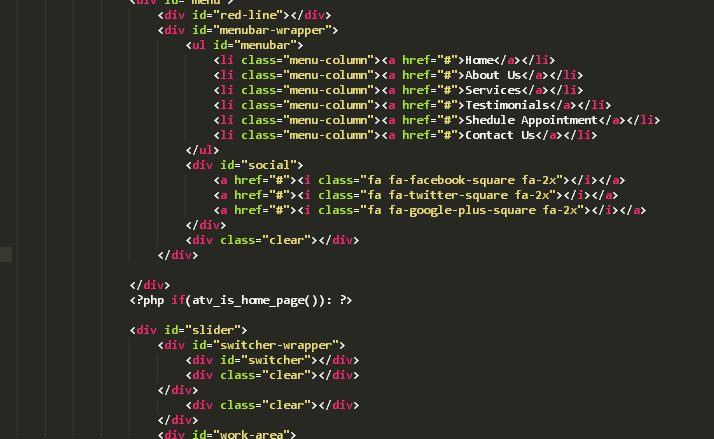 <div id="menu">
<div id="red-line"></div>
<div id="menubar-wrapper">
<ul id="menubar">
<li class="menu-column"><a href="#">Home</a></li>
<li class="menu-column"><a href="#">About Us</a></li>
<li class="menu-column"><a href="#">Services</a></li>
<li class="menu-column"><a href="#">Testimonials</a></li>
<li class="menu-column"><a href="#">Shedule Appointment</a></li>
<li class="menu-column"><a href="#">Contact Us</a></li>
</ul>
<div id="social">
<a href="#"><i class="fa fa-facebook-square fa-2x"></i></a>
<a href="#"><i class="fa fa-twitter-square fa-2x"></i></a>
<a href="#"><i class="fa fa-google-plus-square fa-2x"></i></a>
</div>
<div class="clear"></div>
</div>
</div>
<?php if(atv_is_home_page()): ?>
<div id="slider">
<div id="switcher-wrapper">
<div id="switcher"></div>
<div class="clear"></div>
</div>
<div class="clear"></div>
</div>
<div id="work-area">